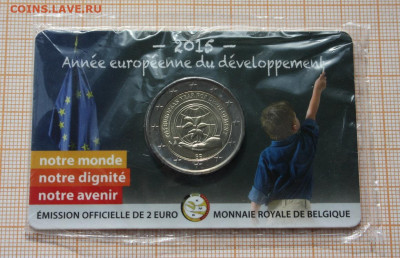 COINSS.LAVE.RU
- 2015 -
Année européenne du développement
notre monde
notre dignité
notre avenir
ÉMISSION OFFICIELLE DE 2 EURO
MONNAIE ROYALE DE BELGIQUE